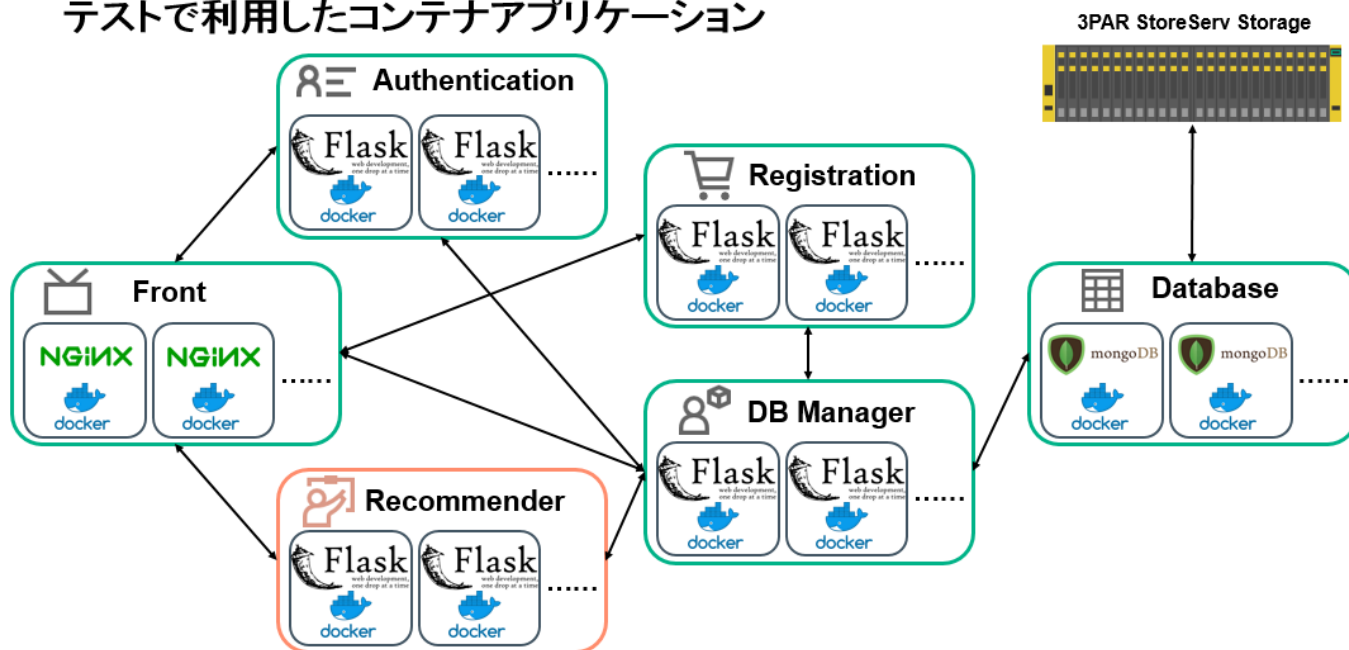 テストで利用したコンテナアプリケーション
3PAR StoreServ Storage
Authentication
Flask
web development,
one drop at a time
docker
Flask
web development,
one drop at a time
docker
......
Registration
Flask
web development,
one drop at a time
docker
Flask
web development,
one drop at a time
docker
......
Front
NGINX
docker
NGINX
docker
......
Database
mongoDB
docker
mongoDB
docker
......
DB Manager
Flask
web development,
one drop at a time
docker
Flask
web development,
one drop at a time
docker
......
Recommender
Flask
web development,
one drop at a time
docker
Flask
web development,
one drop at a time
docker
......